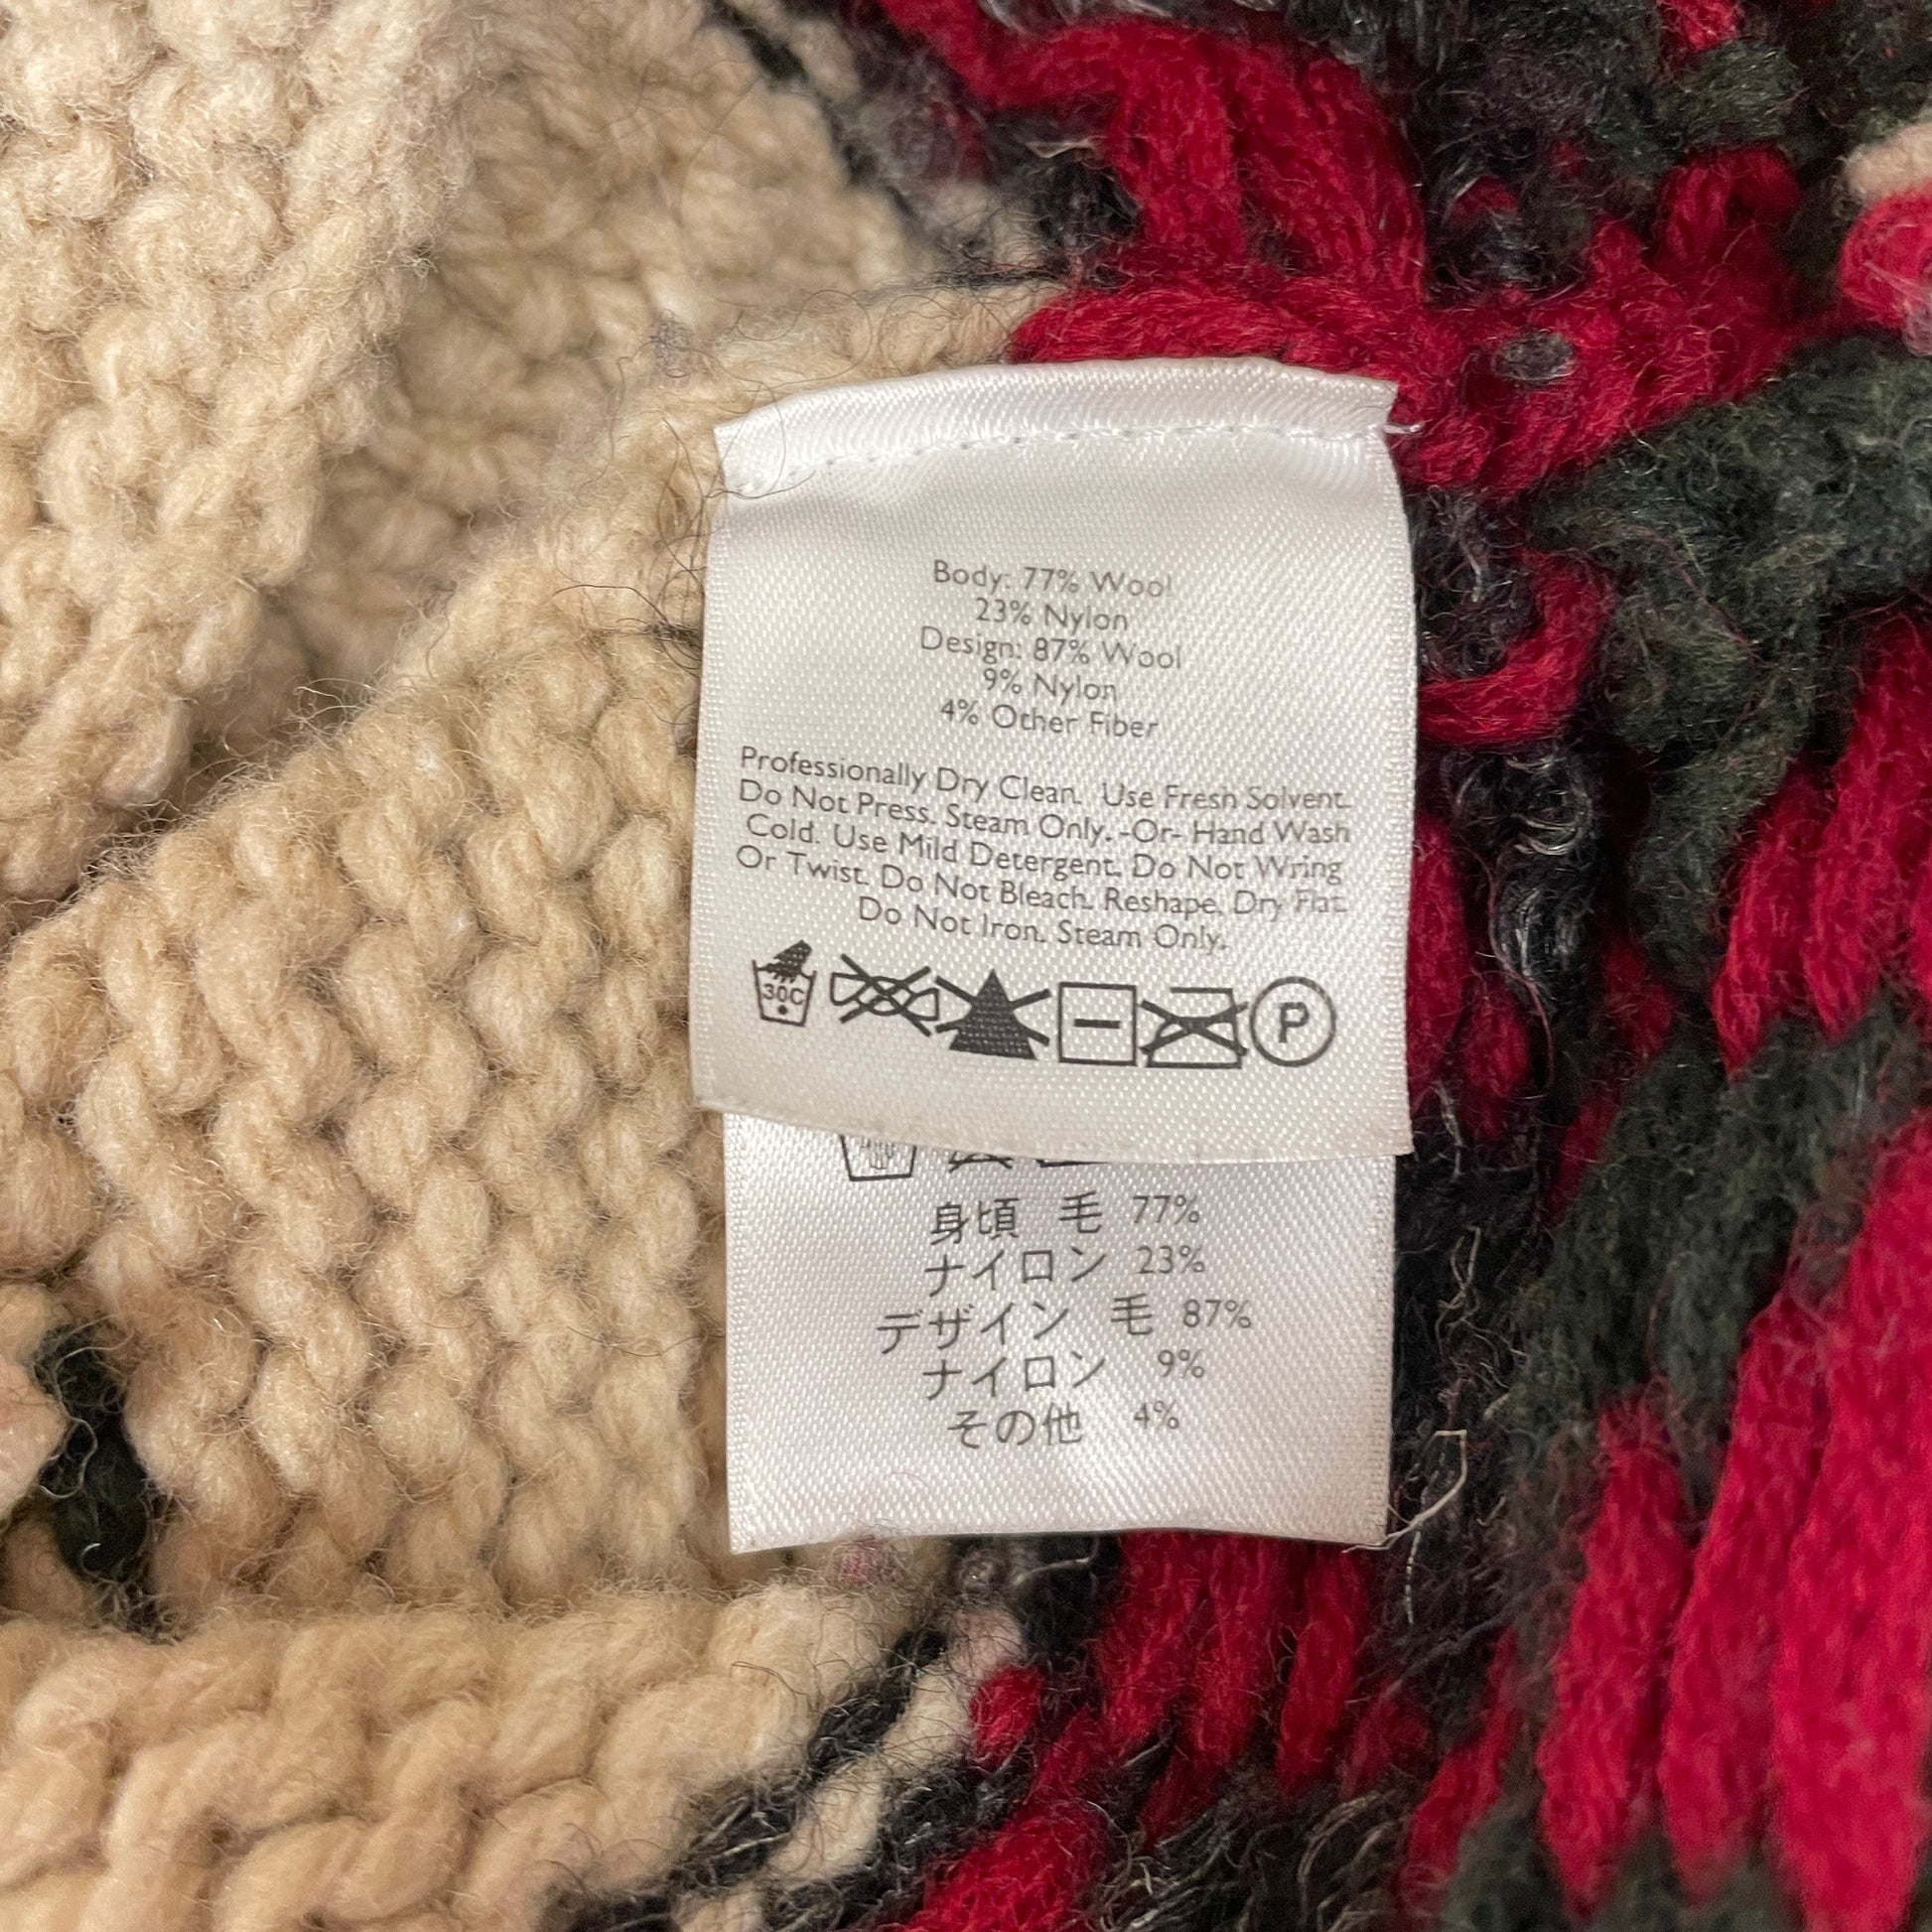 Body: 77% Wool
23% Nylon
Design: 87% Wool
9% Nylon
4% Other Fiber
Professionally Dry Clean. Use Fresh Solvent.
Do Not Press. Steam Only. -Or- Hand Wash
Cold. Use Mild Detergent. Do Not Wring
Or Twist. Do Not Bleach. Reshape. Dry Flat.
Do Not Iron. Steam Only.
30C P
身頃 毛 77%
ナイロン 23%
デザイン 毛 87%
ナイロン 9%
その他 4%